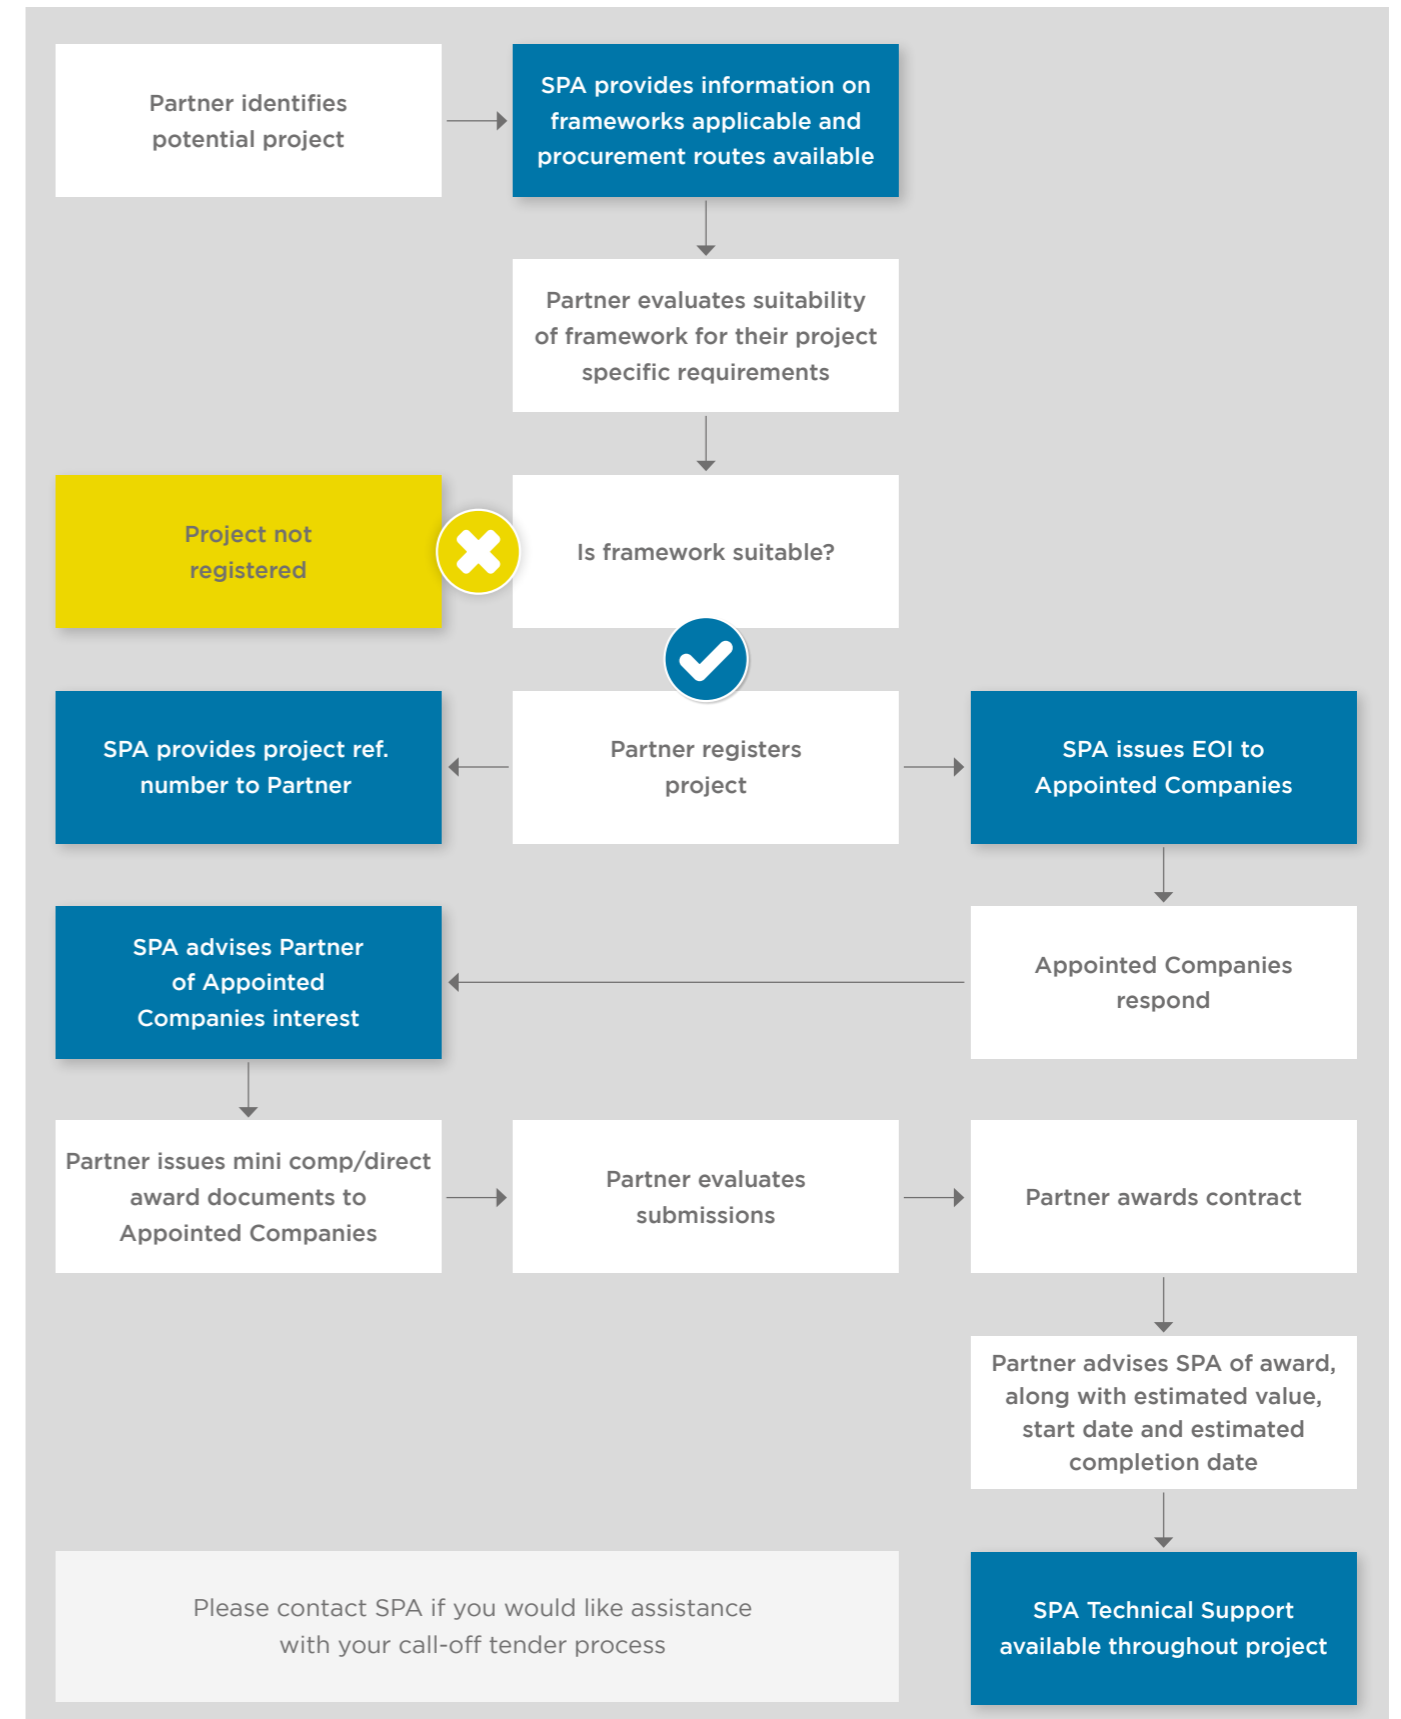 Partner identifies
potential project
SPA provides information on
frameworks applicable and
procurement routes available
Partner evaluates suitability
of framework for their project
specific requirements
Project not
registered
Is framework suitable?
SPA provides project ref.
number to Partner
Partner registers
project
SPA issues EOI to
Appointed Companies
SPA advises Partner
of Appointed
Companies interest
Appointed Companies
respond
Partner issues mini comp/direct
award documents to
Appointed Companies
Partner evaluates
submissions
Partner awards contract
Partner advises SPA of award,
along with estimated value,
start date and estimated
completion date
Please contact SPA if you would like assistance
with your call-off tender process
SPA Technical Support
available throughout project